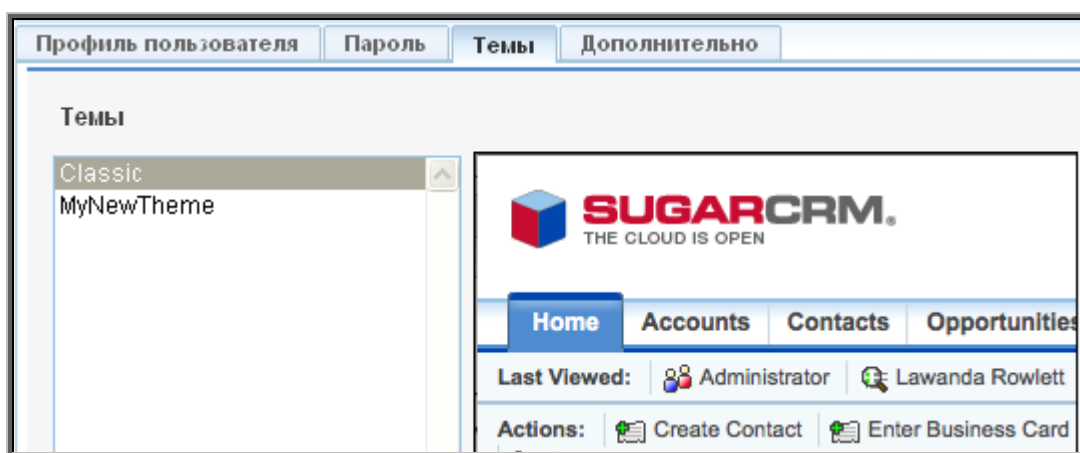 Профиль пользователя Пароль Темы Дополнительно
Темы
Classic
MyNewTheme
SUGARCRM.®
THE CLOUD IS OPEN
Home Accounts Contacts Opportunities
Last Viewed: Administrator Lawanda Rowlett
Actions: Create Contact Enter Business Card